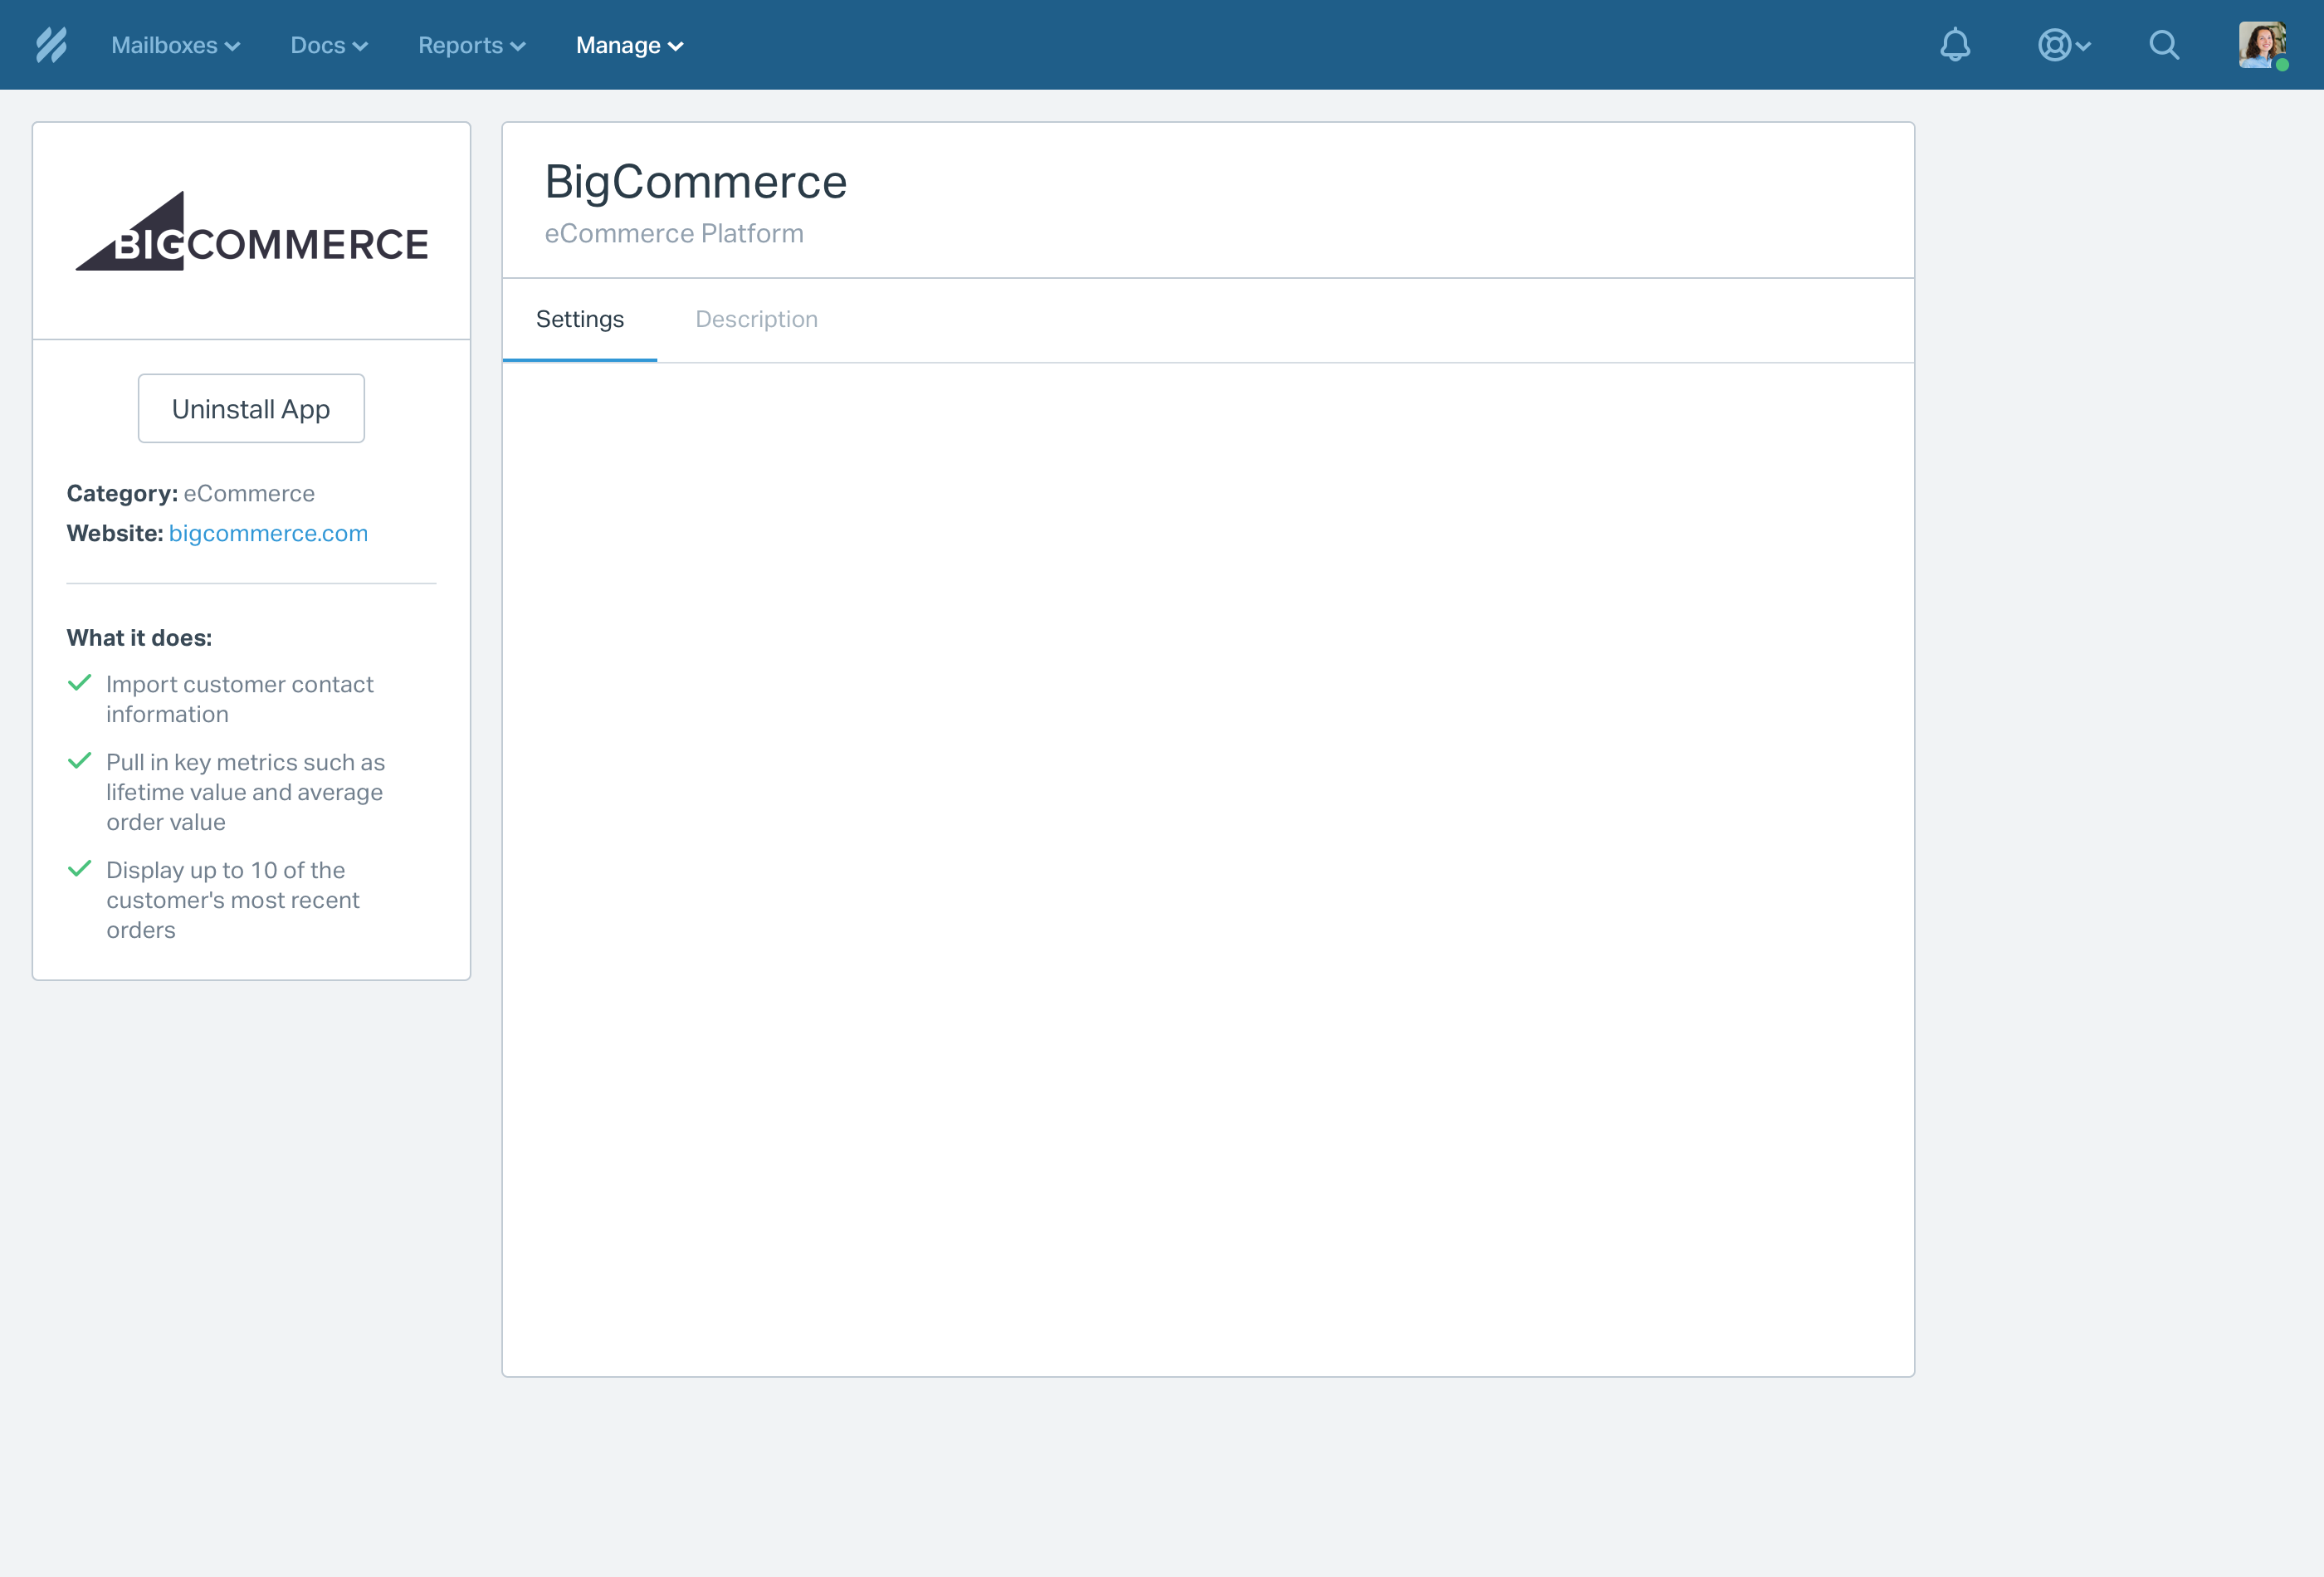 Mailboxes Docs Reports Manage
BIGCOMMERCE
Uninstall App
Category: eCommerce
Website: bigcommerce.com
What it does:
Import customer contact
information
Pull in key metrics such as
lifetime value and average
order value
Display up to 10 of the
customer's most recent
orders
BigCommerce
eCommerce Platform
Settings Description